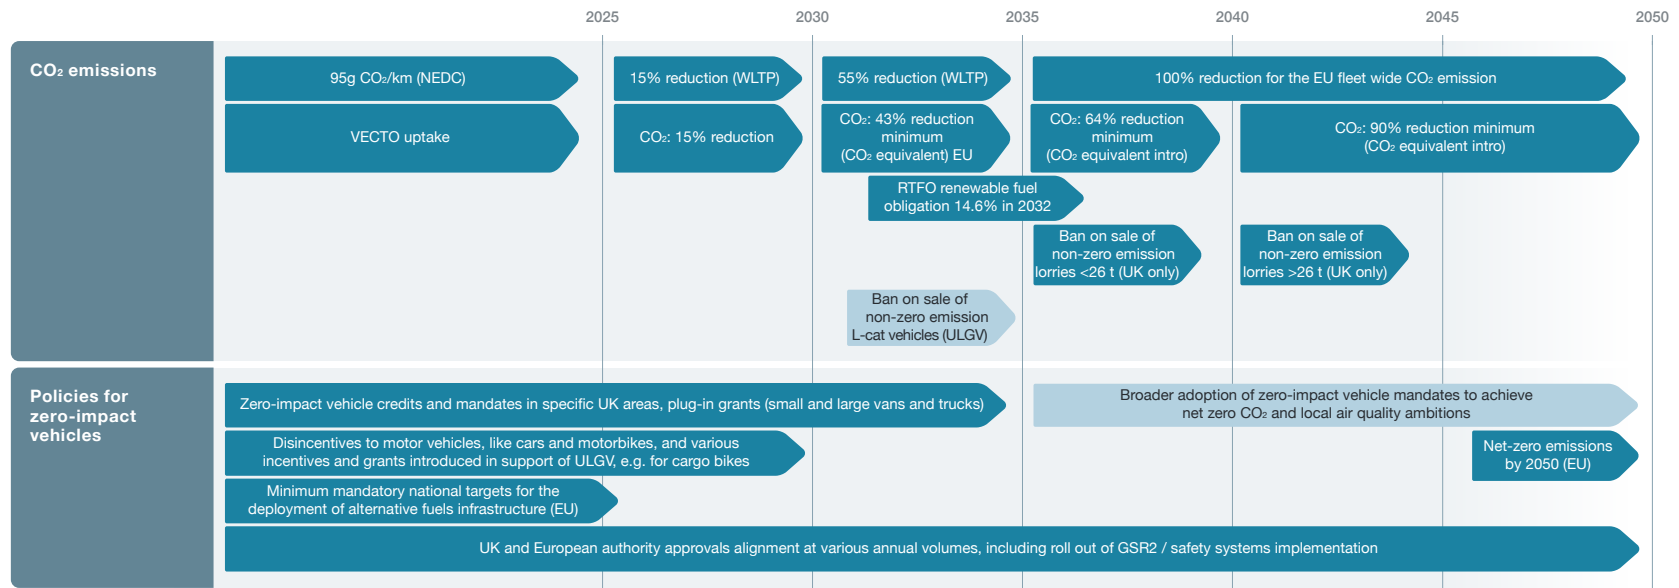 2025 2030 2035 2040 2045 2050
CO₂ emissions
95g CO₂/km (NEDC)
15% reduction (WLTP)
55% reduction (WLTP)
100% reduction for the EU fleet wide CO₂ emission
VECTO uptake
CO₂: 15% reduction
CO₂: 43% reduction
minimum
(CO₂ equivalent) EU
CO₂: 64% reduction
minimum
(CO₂ equivalent intro)
CO₂: 90% reduction minimum
(CO₂ equivalent intro)
RTFO renewable fuel
obligation 14.6% in 2032
Ban on sale of
non-zero emission
lorries <26 t (UK only)
Ban on sale of
non-zero emission
lorries >26 t (UK only)
Ban on sale of
non-zero emission
L-cat vehicles (ULGV)
Policies for
zero-impact
vehicles
Zero-impact vehicle credits and mandates in specific UK areas, plug-in grants (small and large vans and trucks)
Broader adoption of zero-impact vehicle mandates to achieve
net zero CO₂ and local air quality ambitions
Disincentives to motor vehicles, like cars and motorbikes, and various
incentives and grants introduced in support of ULGV, e.g. for cargo bikes
Net-zero emissions
by 2050 (EU)
Minimum mandatory national targets for the
deployment of alternative fuels infrastructure (EU)
UK and European authority approvals alignment at various annual volumes, including roll out of GSR2 / safety systems implementation